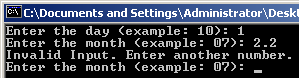 C:\Documents and Settings\Administrator\Desk
Enter the day (example: 10): 1
Enter the month (example: 07): 2.2
Invalid Input. Enter another number.
Enter the month (example: 07): _